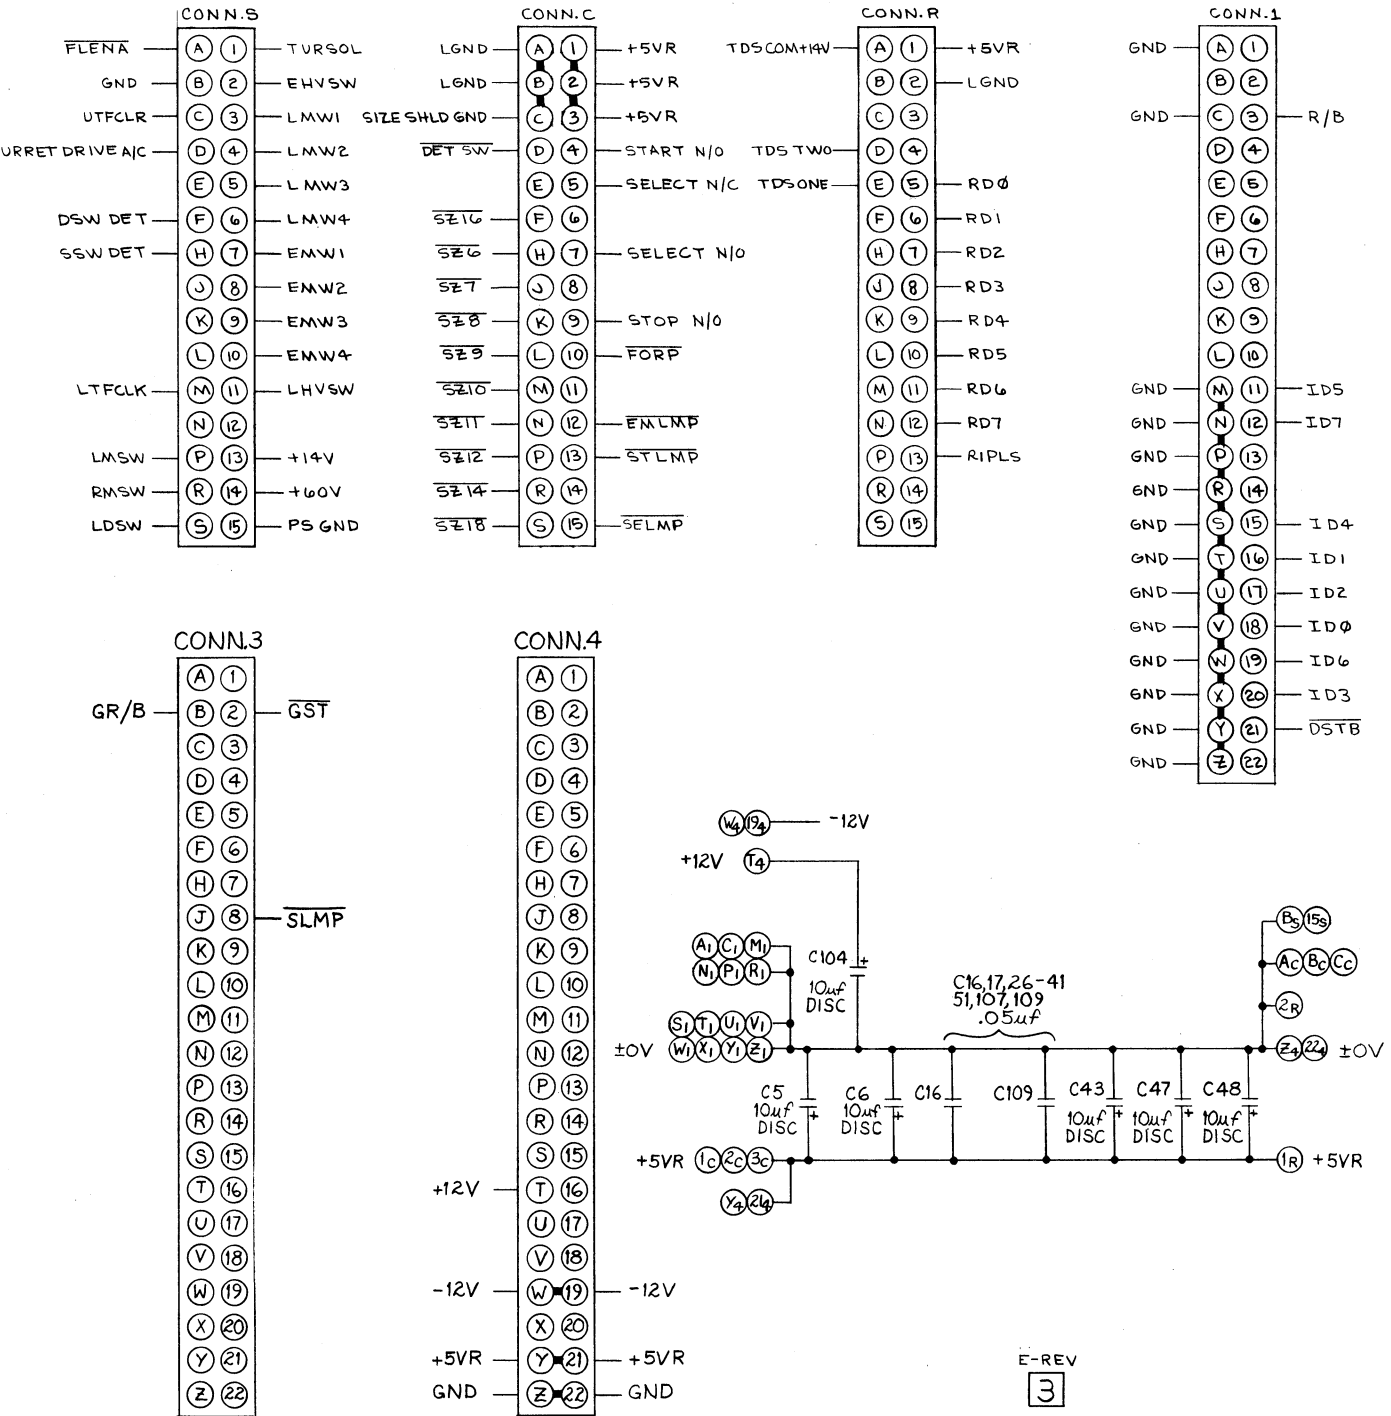 CONN.S
FLENA A 1 TURSOL
GND B 2 EHVSW
UTFCLR C 3 LMW1
URRET DRIVE A/C D 4 LMW2
E 5 LMW3
DSW DET F 6 LMW4
SSW DET H 7 EMW1
J 8 EMW2
K 9 EMW3
L 10 EMW4
LTFCLK M 11 LHVSW
N 12
LMSW P 13 +14V
RMSW R 14 +60V
LDSW S 15 PS GND
CONN.C
LGND A 1 +5VR
LGND B 2 +5VR
SIZE SHLD GND C 3 +5VR
DET SW D 4 START N/O
E 5 SELECT N/C
SZ16 F 6
SZ6 H 7 SELECT N/O
SZ7 J 8
SZ8 K 9 STOP N/O
SZ9 L 10 FORP
SZ10 M 11
SZ11 N 12 EMLMP
SZ12 P 13 STLMP
SZ14 R 14
SZ18 S 15 SELMP
CONN.R
TDSCOM+14V A 1 +5VR
B 2 LGND
C 3
TDS TWO D 4
TDSONE E 5 RDØ
F 6 RD1
H 7 RD2
J 8 RD3
K 9 RD4
L 10 RD5
M 11 RD6
N 12 RD7
P 13 RIPLS
R 14
S 15
CONN.1
GND A 1
B 2
GND C 3 R/B
D 4
E 5
F 6
H 7
J 8
K 9
L 10
GND M 11 ID5
GND N 12 ID7
GND P 13
GND R 14
GND S 15 ID4
GND T 16 ID1
GND U 17 ID2
GND V 18 IDØ
GND W 19 ID6
GND X 20 ID3
GND Y 21 DSTB
GND Z 22
CONN.3
A 1
GR/B B 2 GST
C 3
D 4
E 5
F 6
H 7
J 8 SLMP
K 9
L 10
M 11
N 12
P 13
R 14
S 15
T 16
U 17
V 18
W 19
X 20
Y 21
Z 22
CONN.4
A 1
B 2
C 3
D 4
E 5
F 6
H 7
J 8
K 9
L 10
M 11
N 12
P 13
R 14
S 15
+12V T 16
U 17
V 18
-12V W 19 -12V
X 20
+5VR Y 21 +5VR
GND Z 22 GND
W4 194 -12V
+12V T4
A1 C1 M1
N1 P1 R1
S1 T1 U1 V1
±0V W1 X1 Y1 Z1
C104 +
10uf
DISC
C16,17,26-41
51,107,109
.05uf
BS 15S
AC BC CC
2R
Z4 224 ±0V
C5
10uf +
DISC
C6
10uf +
DISC
C16
C109
C43
10uf +
DISC
C47
10uf +
DISC
C48
10uf +
DISC
+5VR 1C 2C 3C
Y4 214
1R +5VR
E-REV
3